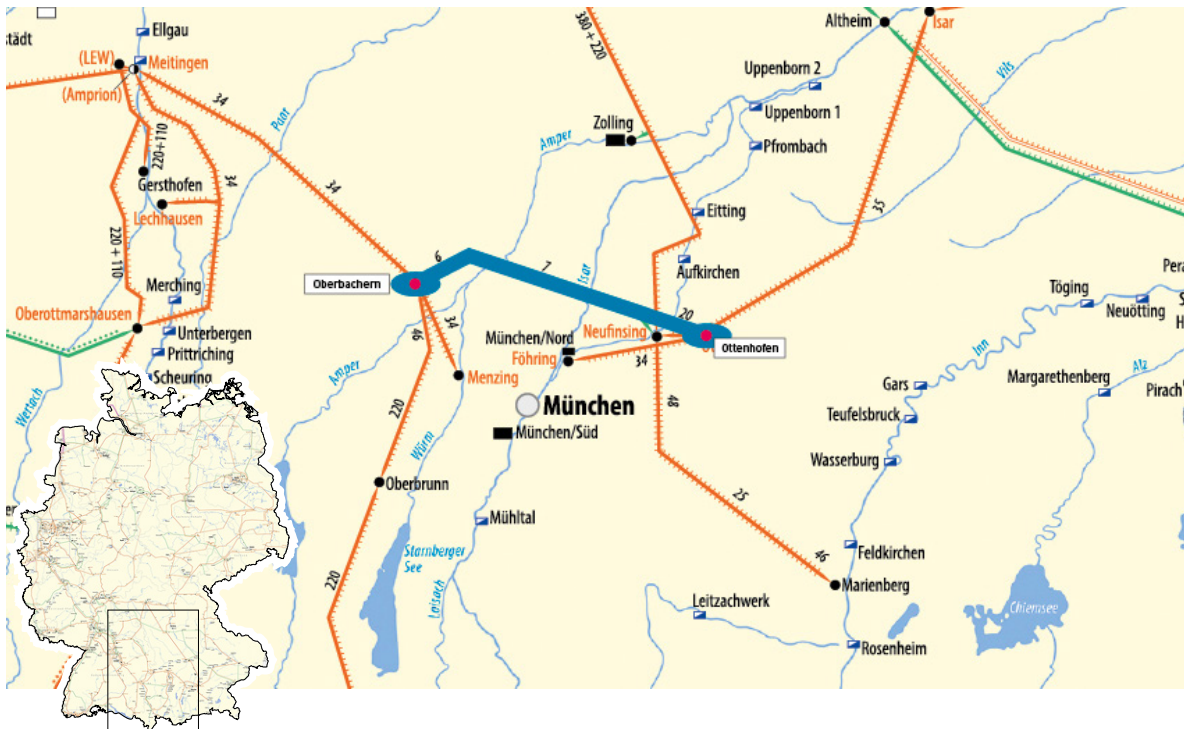 Ellgau
städt
(LEW)
Meitingen
(Amprion)
34
Paar
220+110
Gersthofen
34
Lechhausen
220 + 110
34
Merching
Oberottmarshausen
Unterbergen
Prittriching
Scheuring
Wertach
380 + 220
Altheim
Isar
Vils
Uppenborn 2
Uppenborn 1
Zolling
Amper
Pfrombach
Eitting
35
Aufkirchen
Isar
6
7
Oberbachern
34
46
20
München/Nord
Neufinsing
Föhring
34
Ottenhofen
Menzing
Amper
München
München/Süd
48
220
Würm
Oberbrunn
Mühltal
25
46
Starnberger
See
220
Loisach
Marienberg
Leitzachwerk
Rosenheim
Feldkirchen
Wasserburg
Teufelsbruck
Gars
Inn
Töging
Neuötting
Margarethenberg
Alz
Pirach
Chiemsee